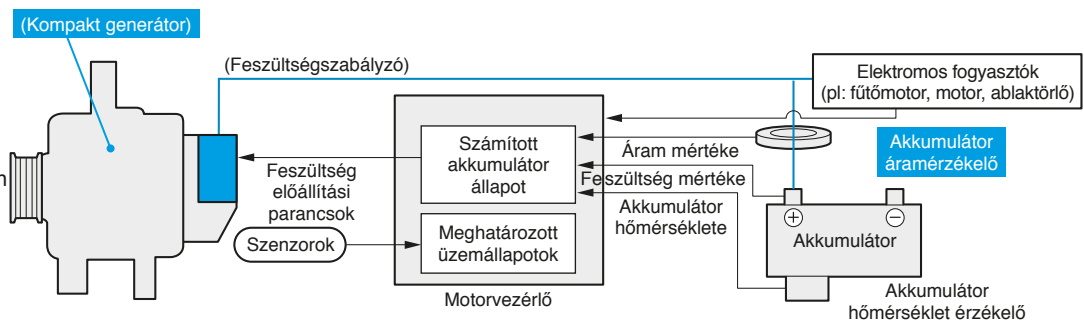 (Kompakt generátor)
(Feszültségszabályzó)
Elektromos fogyasztók
(pl: fűtőmotor, motor, ablaktörlő)
Számított
akkumulátor
állapot
Áram mértéke
Akkumulátor
áramérzékelő
Feszültség
előállítási
parancsok
Feszültség mértéke
Akkumulátor
hőmérséklete
Szenzorok
Meghatározott
üzemállapotok
+
−
Akkumulátor
Motorvezérlő
Akkumulátor
hőmérséklet érzékelő